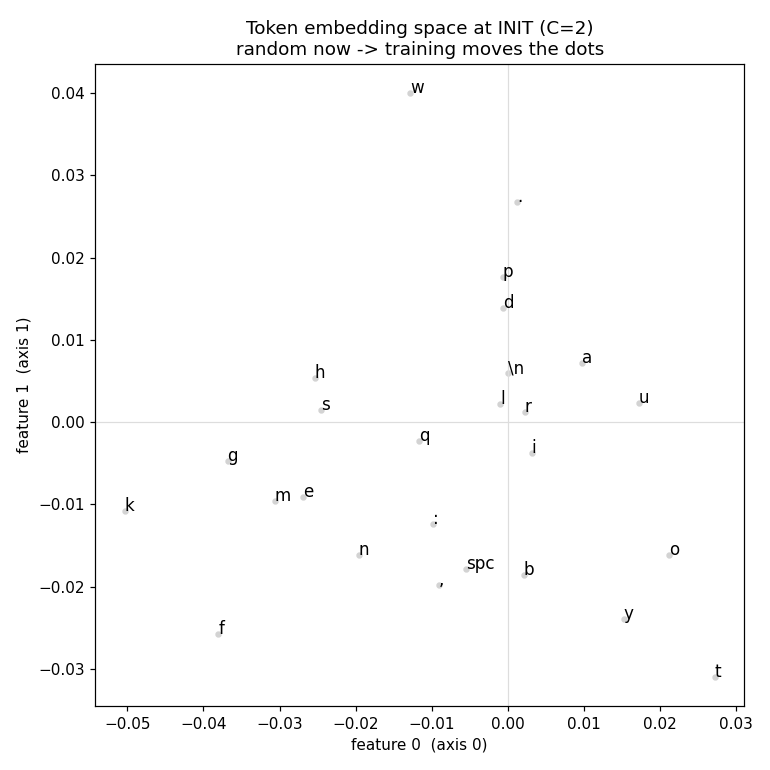 Token embedding space at INIT (C=2)
random now -> training moves the dots
0.04
0.03
0.02
0.01
0.00
−0.01
−0.02
−0.03
feature 1 (axis 1)
w
.
p
d
\n
a
h
l
u
s
r
q
i
g
m
e
k
:
n
o
spc
b
,
y
f
t
−0.05
−0.04
−0.03
−0.02
−0.01
0.00
0.01
0.02
0.03
feature 0 (axis 0)